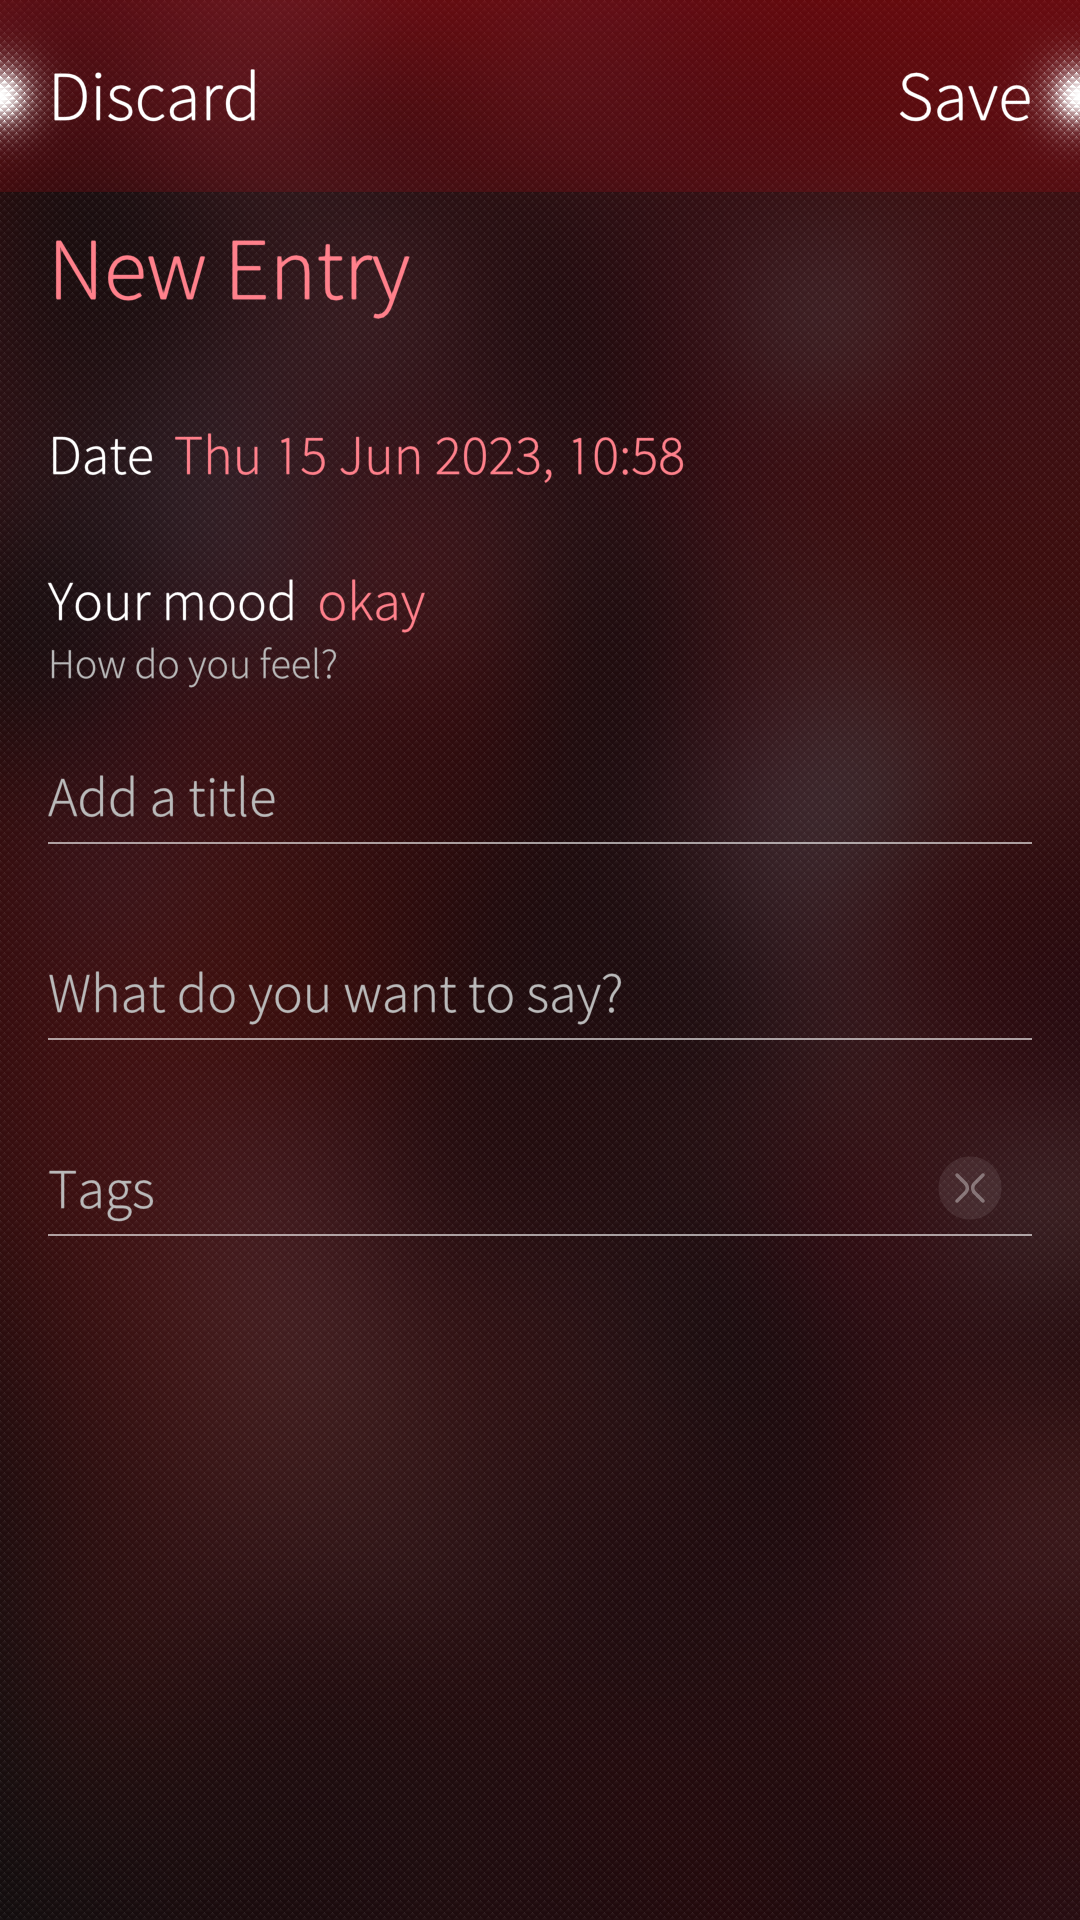 Discard
Save
New Entry
Date Thu 15 Jun 2023, 10:58
Your mood okay
How do you feel?
Add a title
What do you want to say?
Tags